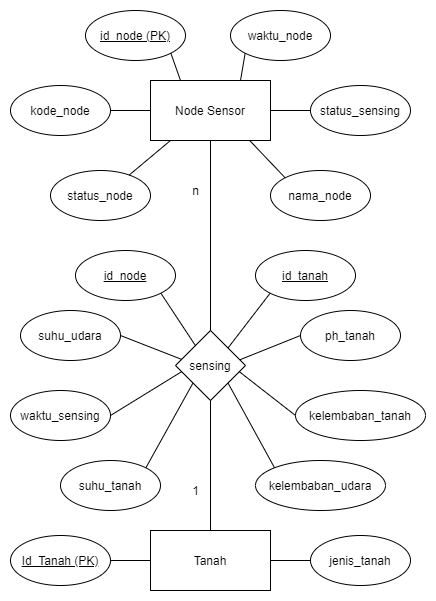 id_node (PK)
waktu_node
kode_node
Node Sensor
status_sensing
status_node
n
nama_node
id_node
id_tanah
suhu_udara
ph_tanah
sensing
waktu_sensing
kelembaban_tanah
suhu_tanah
1
kelembaban_udara
Id_Tanah (PK)
Tanah
jenis_tanah